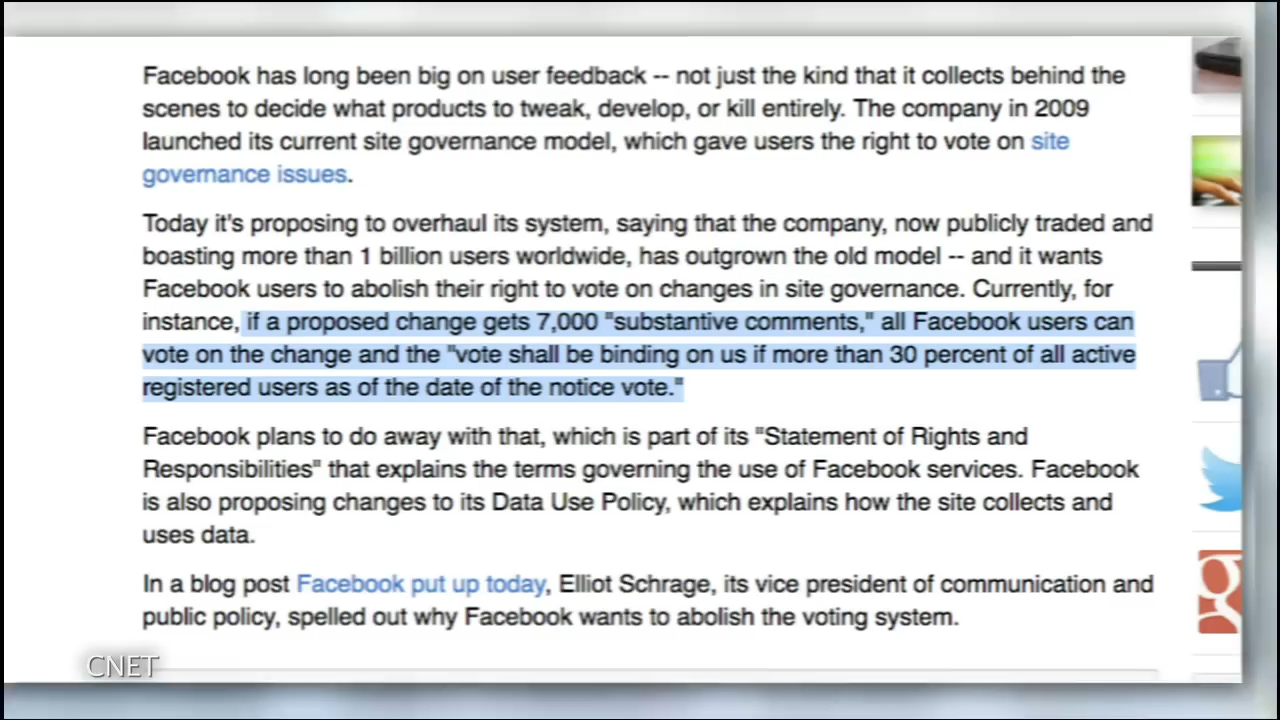 Facebook has long been big on user feedback -- not just the kind that it collects behind the
scenes to decide what products to tweak, develop, or kill entirely. The company in 2009
launched its current site governance model, which gave users the right to vote on site
governance issues.
Today it's proposing to overhaul its system, saying that the company, now publicly traded and
boasting more than 1 billion users worldwide, has outgrown the old model -- and it wants
Facebook users to abolish their right to vote on changes in site governance. Currently, for
instance, if a proposed change gets 7,000 "substantive comments," all Facebook users can
vote on the change and the "vote shall be binding on us if more than 30 percent of all active
registered users as of the date of the notice vote."
Facebook plans to do away with that, which is part of its "Statement of Rights and
Responsibilities" that explains the terms governing the use of Facebook services. Facebook
is also proposing changes to its Data Use Policy, which explains how the site collects and
uses data.
In a blog post Facebook put up today, Elliot Schrage, its vice president of communication and
public policy, spelled out why Facebook wants to abolish the voting system.
CNET